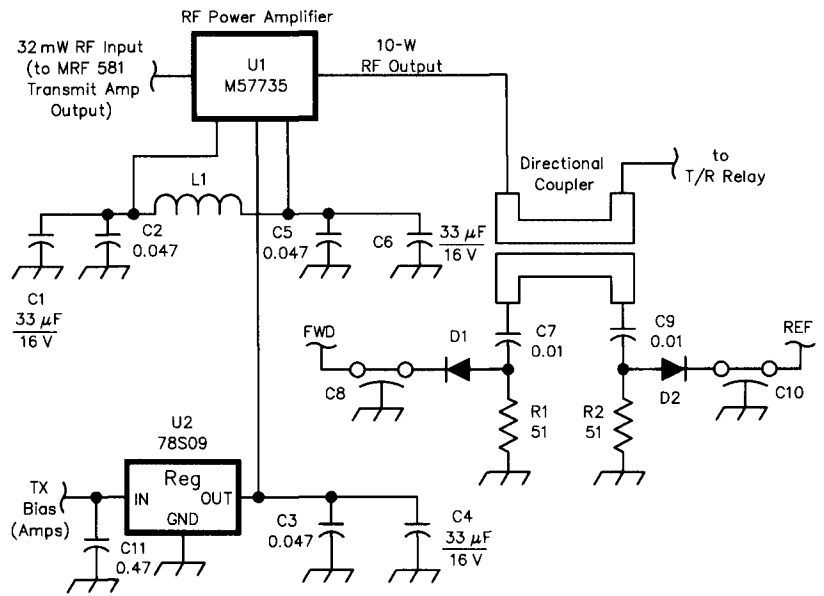 RF Power Amplifier
32 mW RF Input
(to MRF 581
Transmit Amp
Output)
U1
M57735
10-W
RF Output
Directional
Coupler
to
T/R Relay
L1
C2
0.047
C5
0.047
C6
33 µF
16 V
C1
33 µF
16 V
FWD
D1
C7
0.01
C9
0.01
REF
C8
R1
51
R2
51
D2
C10
U2
78S09
TX
Bias
(Amps)
Reg
IN
OUT
GND
C11
0.47
C3
0.047
C4
33 µF
16 V